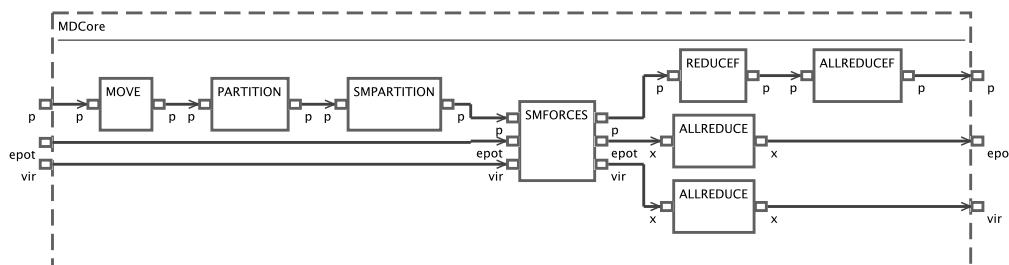 MDCore
MOVE
PARTITION
SMPARTITION
SMFORCES
REDUCEF
ALLREDUCEF
ALLREDUCE
ALLREDUCE
p
p
p
p
p
p
p
p
p
p
p
p
p
p
epot
epot
epot
x
x
epo
vir
vir
vir
x
x
vir